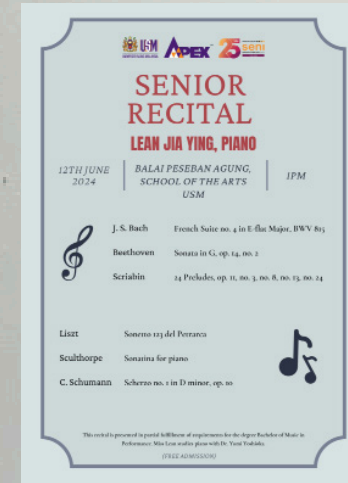 USM
APEX
25 seni
SENIOR
RECITAL
LEAN JIA YING, PIANO
12TH JUNE
2024
BALAI PESEBAN AGUNG,
SCHOOL OF THE ARTS
USM
1PM
J. S. Bach French Suite no. 4 in E-flat Major, BWV 815
Beethoven Sonata in G, op. 14, no. 2
Scriabin 24 Preludes, op. 11, no. 3, no. 8, no. 13, no. 24
Liszt Sonetto 123 del Petrarca
Sculthorpe Sonatina for piano
C. Schumann Scherzo no. 1 in D minor, op. 10
This recital is presented in partial fulfillment of requirements for the degree Bachelor of Music in
Performance. Miss Lean studies piano with Dr. Yumi
(FREE ADMISSION)